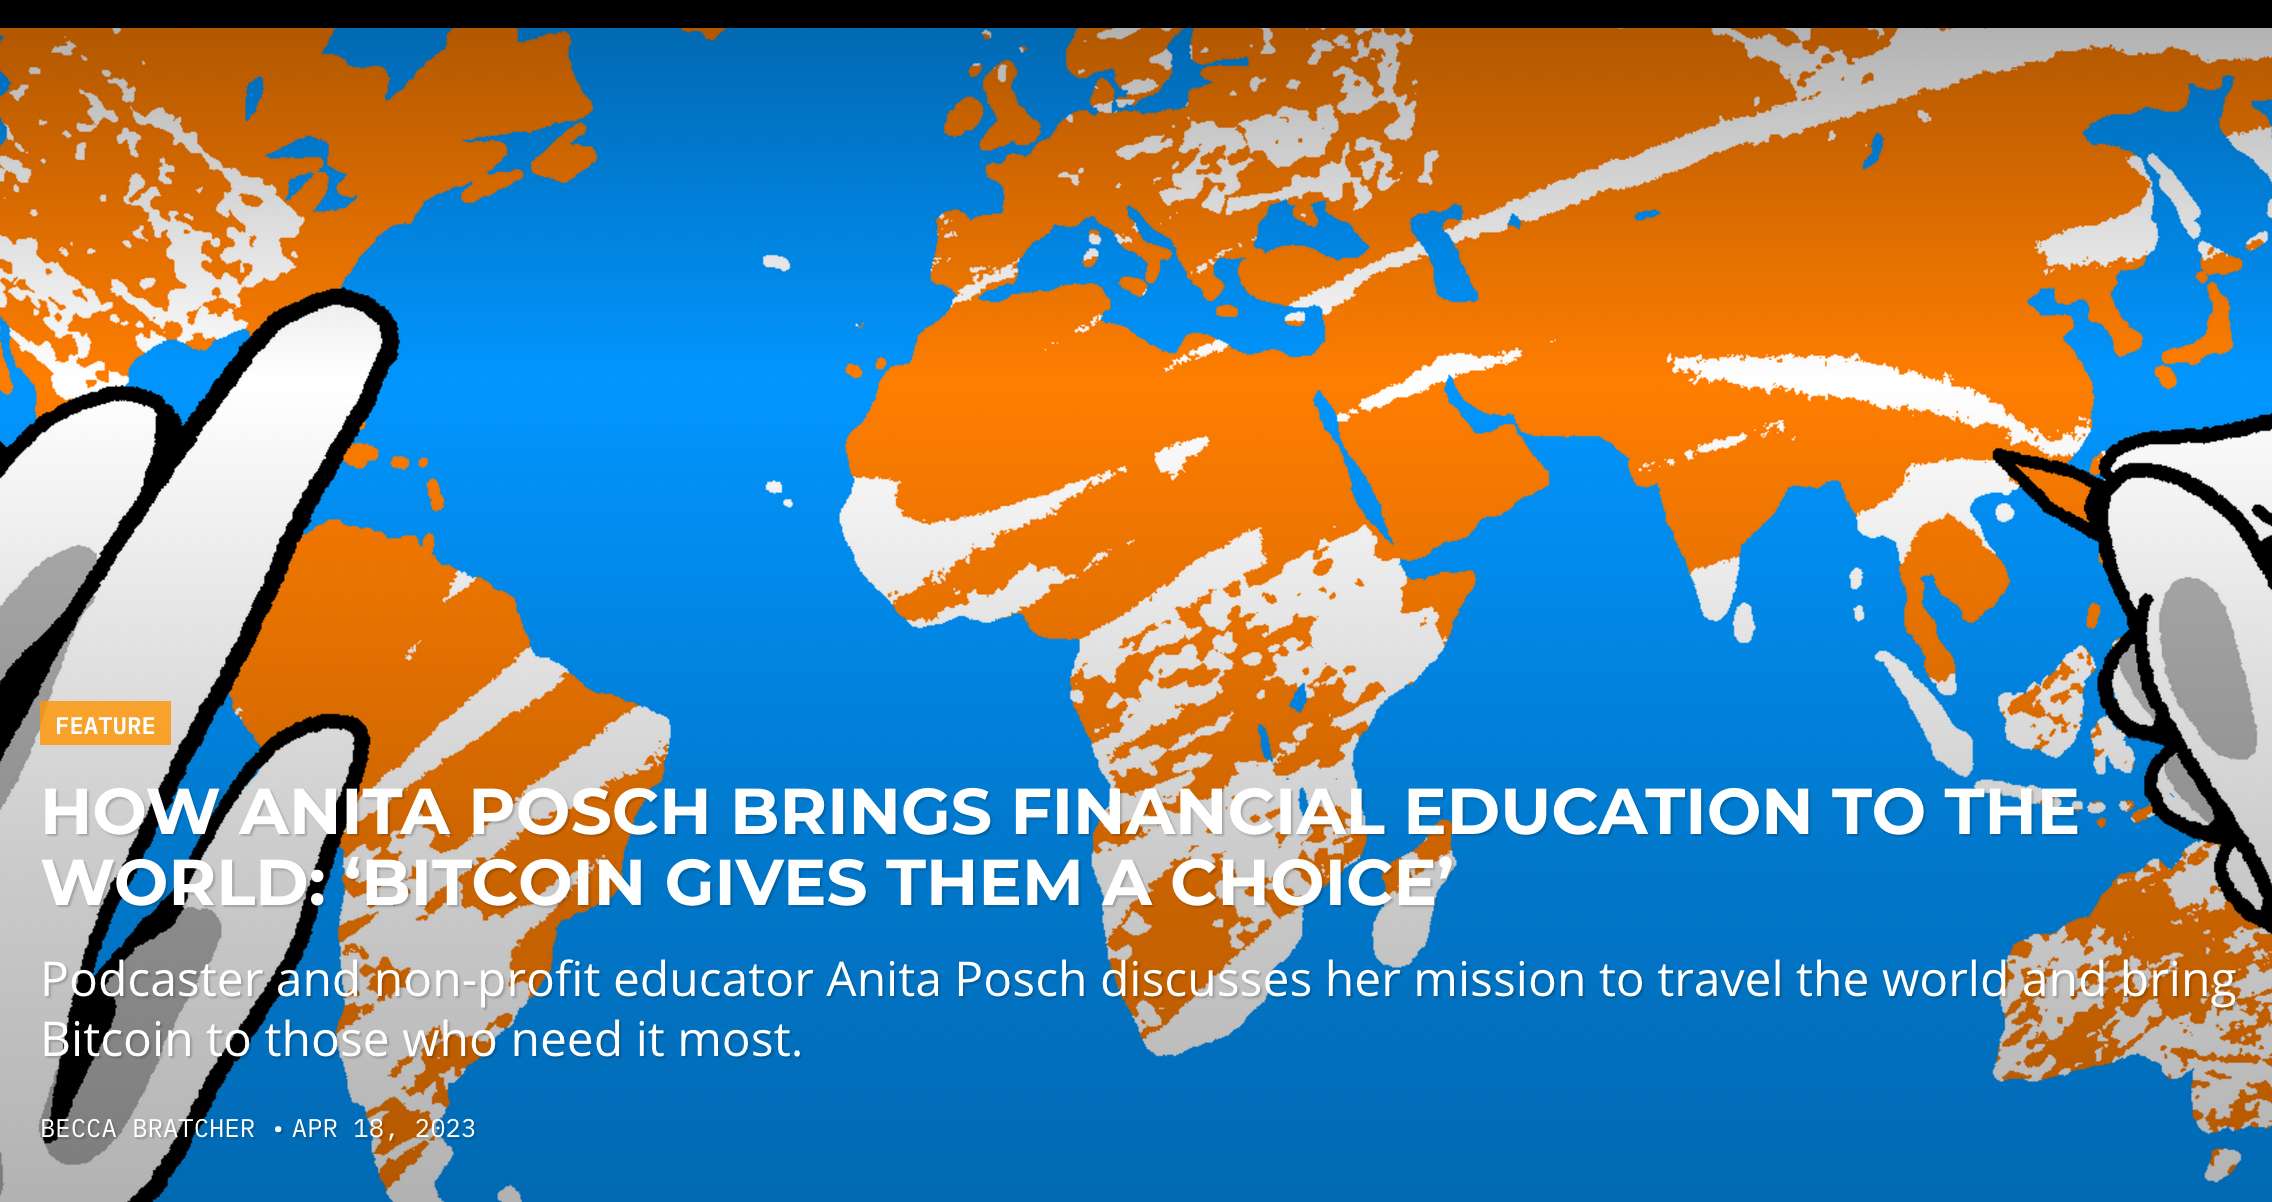 FEATURE
HOW ANITA POSCH BRINGS FINANCIAL EDUCATION TO THE
WORLD: ‘BITCOIN GIVES THEM A CHOICE’
Podcaster and non-profit educator Anita Posch discusses her mission to travel the world and bring
Bitcoin to those who need it most.
BECCA BRATCHER • APR 18, 2023